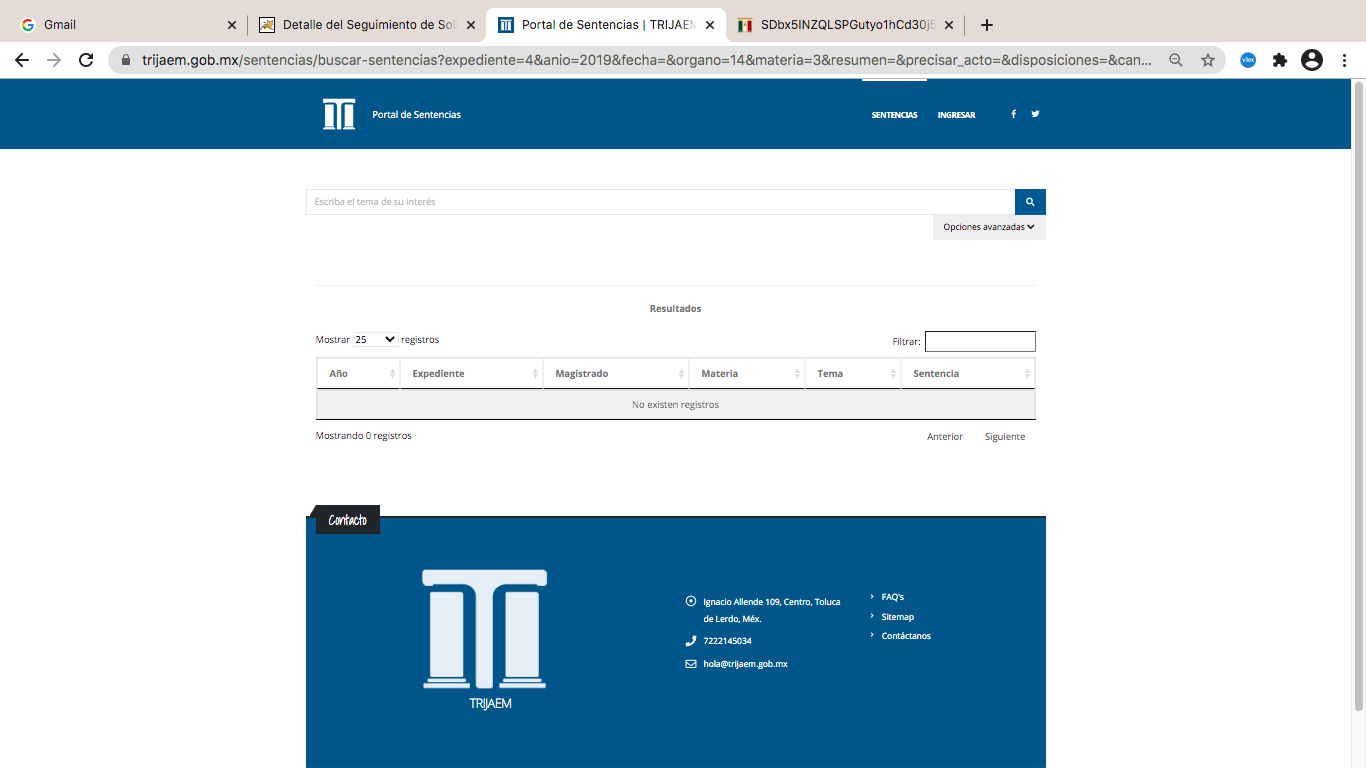 Gmail
Detalle del Seguimiento de Soli
Portal de Sentencias | TRIJAEM
SDbx5INZQLSPGutyo1hCd30j5
trijaem.gob.mx/sentencias/buscar-sentencias?expediente=4&anio=2019&fecha=&organo=14&materia=3&resumen=&precisar_acto=&disposiciones=&can...
vlex
Portal de Sentencias
SENTENCIAS
INGRESAR
Escriba el tema de su interés
Opciones avanzadas
Resultados
Mostrar 25 registros
Filtrar:
Año Expediente Magistrado Materia Tema Sentencia
No existen registros
Mostrando 0 registros
Anterior Siguiente
Contacto
TRIJAEM
Ignacio Allende 109, Centro, Toluca
de Lerdo, Méx.
7222145034
hola@trijaem.gob.mx
FAQ's
Sitemap
Contáctanos